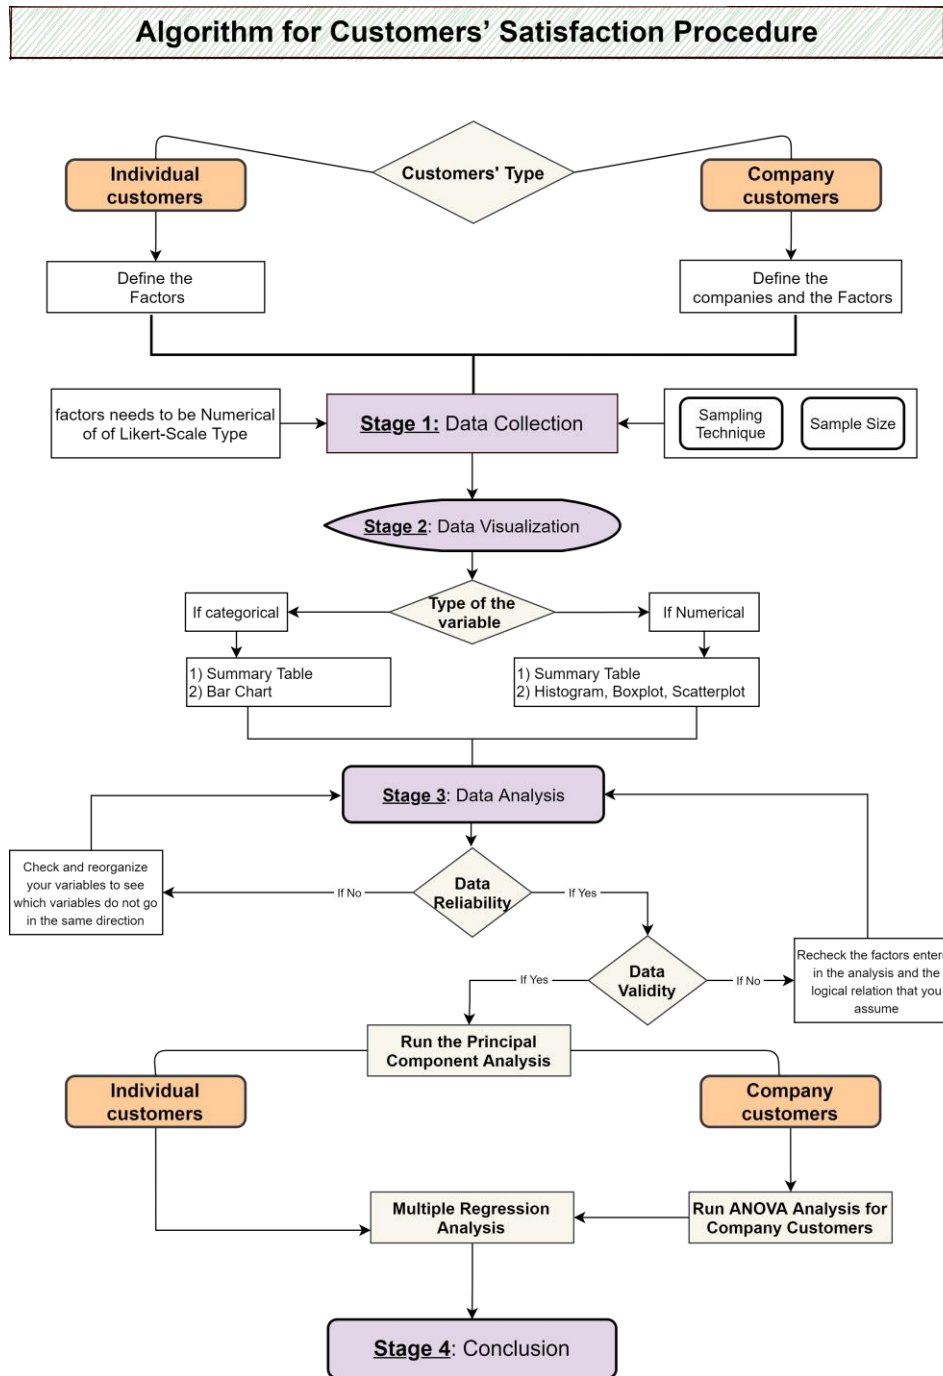 Algorithm for Customers’ Satisfaction Procedure
Customers' Type
Individual
customers
Company
customers
Define the
Factors
Define the
companies and the Factors
factors needs to be Numerical
of of Likert-Scale Type
Stage 1: Data Collection
Sampling
Technique
Sample Size
Stage 2: Data Visualization
Type of the
variable
If categorical
If Numerical
1) Summary Table
2) Bar Chart
1) Summary Table
2) Histogram, Boxplot, Scatterplot
Stage 3: Data Analysis
Check and reorganize
your variables to see
which variables do not go
in the same direction
If No
Data
Reliability
If Yes
If Yes
Data
Validity
If No
Recheck the factors entere
in the analysis and the
logical relation that you
assume
Run the Principal
Component Analysis
Individual
customers
Company
customers
Multiple Regression
Analysis
Run ANOVA Analysis for
Company Customers
Stage 4: Conclusion